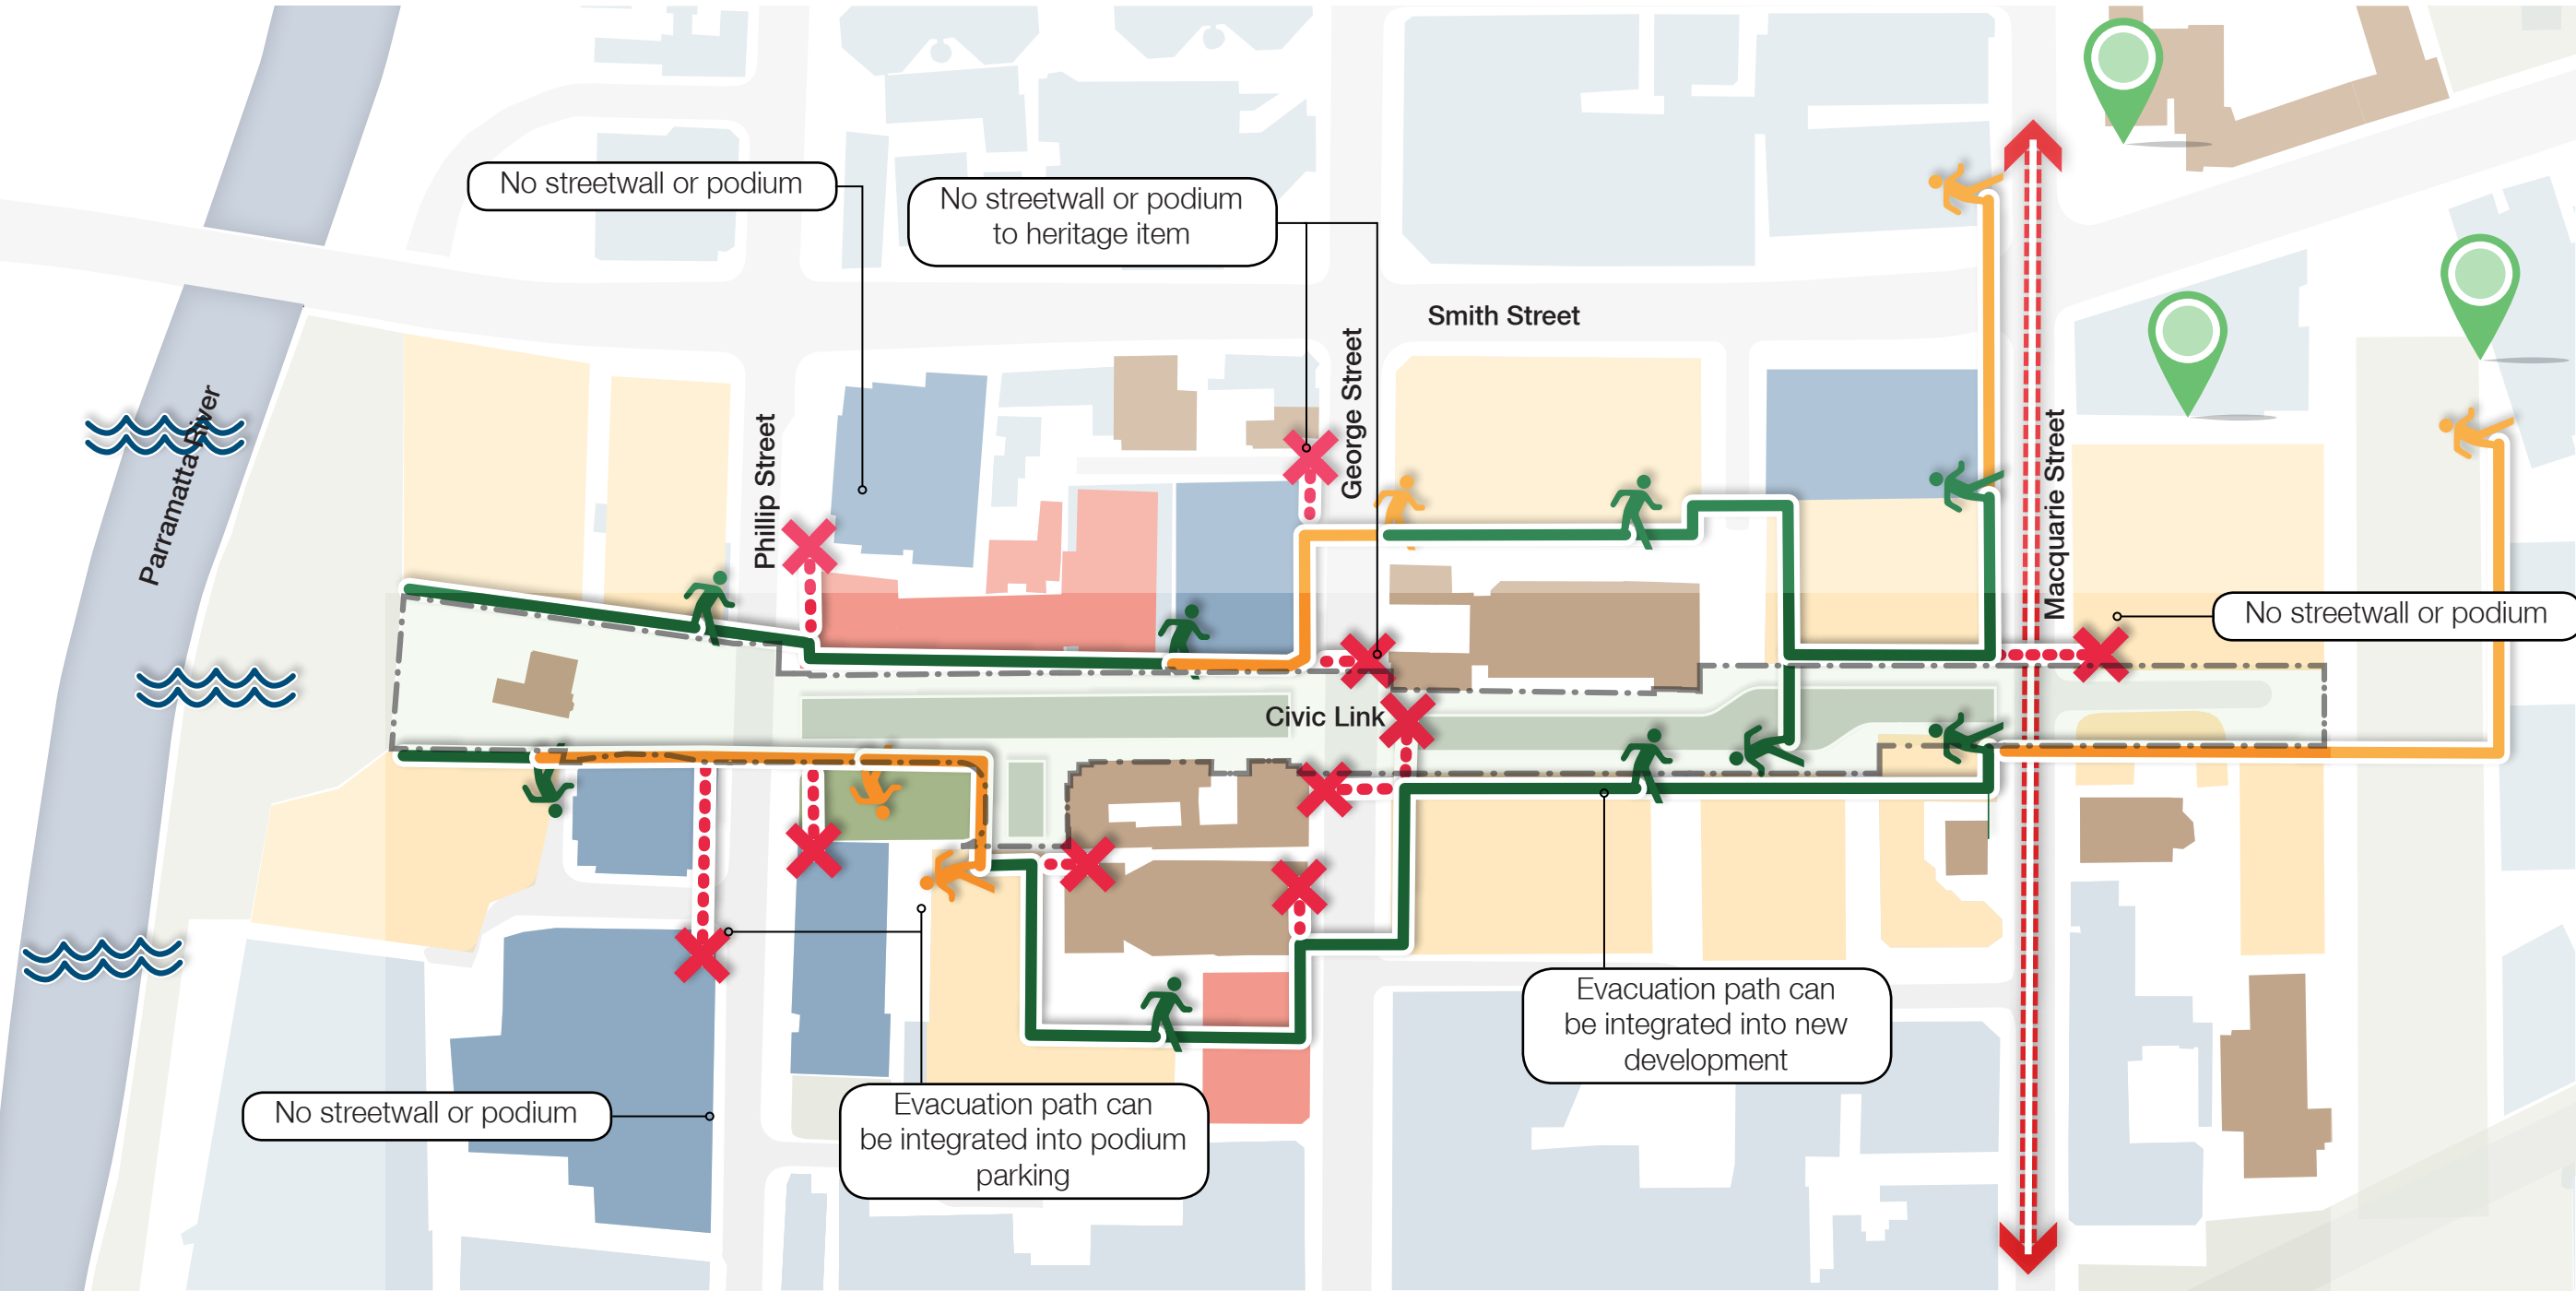 No streetwall or podium
No streetwall or podium
to heritage item
Smith Street
George Street
Phillip Street
Parramatta River
Macquarie Street
No streetwall or podium
Civic Link
Evacuation path can
be integrated into new
development
No streetwall or podium
Evacuation path can
be integrated into podium
parking